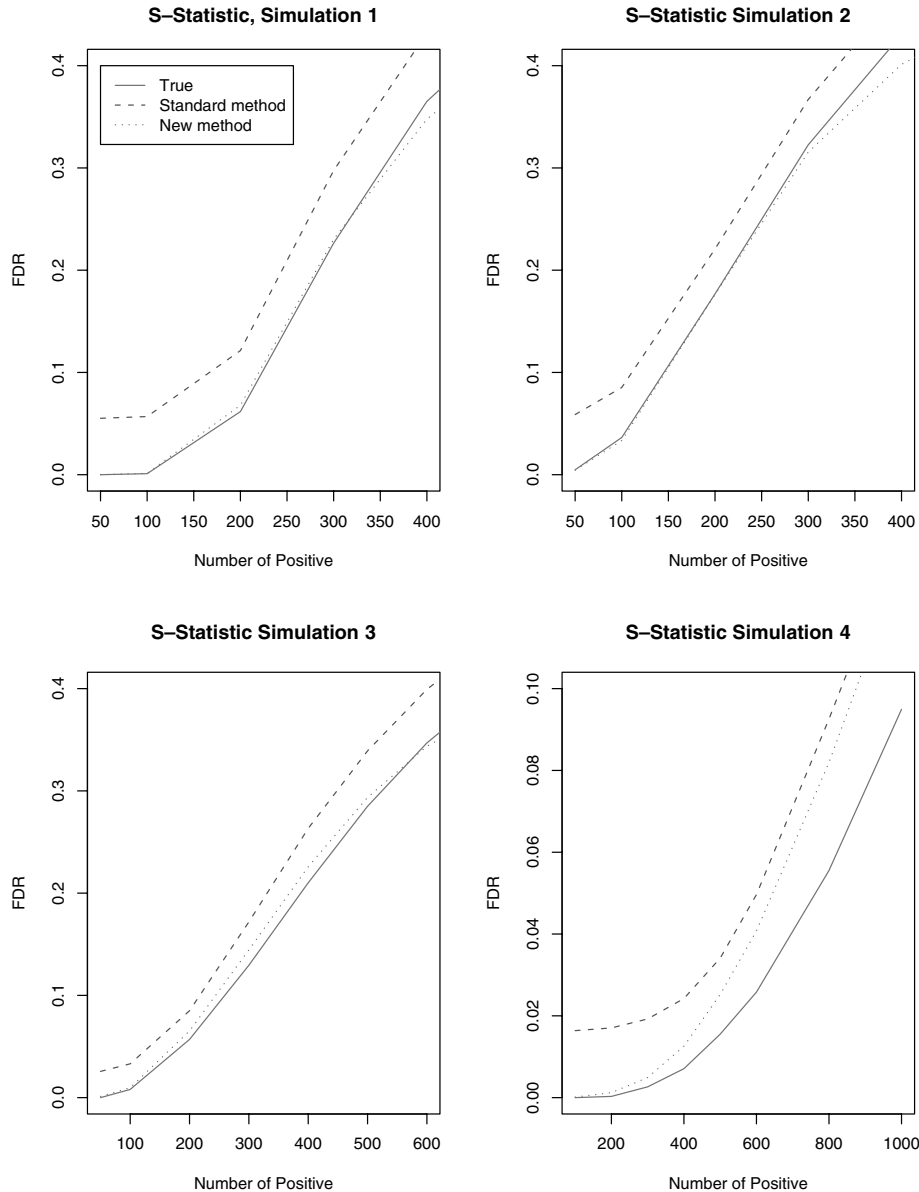 S–Statistic, Simulation 1
0.4
0.3
0.2
0.1
0.0
FDR
True
Standard method
New method
50 100 150 200 250 300 350 400
Number of Positive
S–Statistic Simulation 2
0.4
0.3
0.2
0.1
0.0
FDR
50 100 150 200 250 300 350 400
Number of Positive
S–Statistic Simulation 3
0.4
0.3
0.2
0.1
0.0
FDR
100 200 300 400 500 600
Number of Positive
S–Statistic Simulation 4
0.10
0.08
0.06
0.04
0.02
0.00
FDR
200 400 600 800 1000
Number of Positive